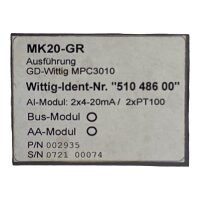 MK20-GR
Ausführung
GD-Wittig MPC3010
Wittig-Ident-Nr. "510 486 00"
AI-Modul: 2x4-20mA / 2xPT100
Bus-Modul
AA-Modul
P/N 002935
S/N 0721 00074